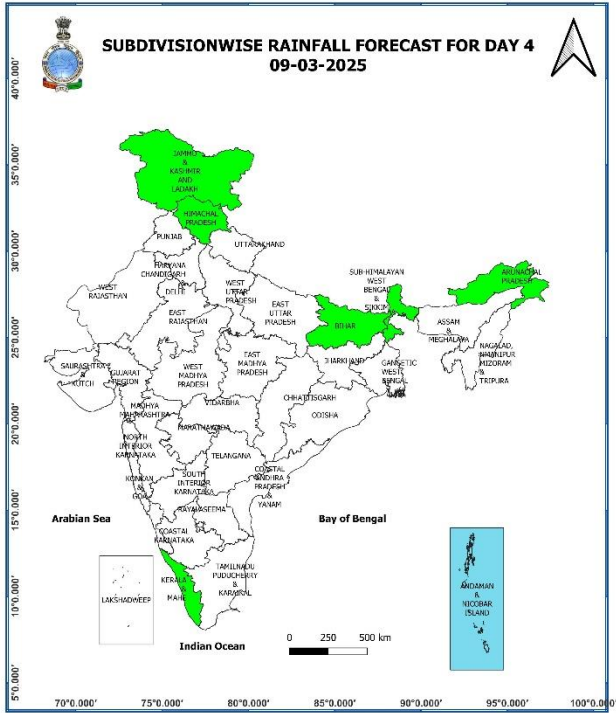 SUBDIVISIONWISE RAINFALL FORECAST FOR DAY 4
09-03-2025
40°0.000'
35°0.000'
30°0.000'
25°0.000'
20°0.000'
15°0.000'
10°0.000'
5°0.000'
JAMMU
&
KASHMIR
AND
LADAKH
HIMACHAL
PRADESH
PUNJAB
UTTARAKHAND
HARYANA
CHANDIGARH
&
DELHI
WEST
RAJASTHAN
WEST
UTTAR
PRADESH
EAST
UTTAR
PRADESH
EAST
RAJASTHAN
SUB-HIMALAYAN
WEST
BENGAL
&
SIKKIM
ARUNACHAL
PRADESH
BIHAR
ASSAM
&
MEGHALAYA
NAGALAD,
MANIPUR
MIZORAM
&
TRIPURA
SAURASHTRA
&
KUTCH
GUJARAT
REGION
WEST
MADHYA
PRADESH
EAST
MADHYA
PRADESH
JHARKHAND
GANGETIC
WEST
BENGAL
CHHATTISGARH
ODISHA
MADHYA
MAHARASHTRA
VIDARBHA
MARATHAWADA
NORTH
INTERIOR
KARNATAKA
TELANGANA
KONKAN
&
GOA
SOUTH
INTERIOR
KARNATAKA
COASTAL
ANDHRA
PRADESH
&
YANAM
RAYALASEEMA
Arabian Sea
Bay of Bengal
COASTAL
KARNATAKA
KERALA
&
MAHE
TAMILNADU
PUDUCHERRY
&
KARAIKAL
LAKSHADWEEP
ANDAMAN
&
NICOBAR
ISLAND
Indian Ocean
0 250 500 km
70°0.000' 75°0.000' 80°0.000' 85°0.000' 90°0.000' 95°0.000' 100°0.000'